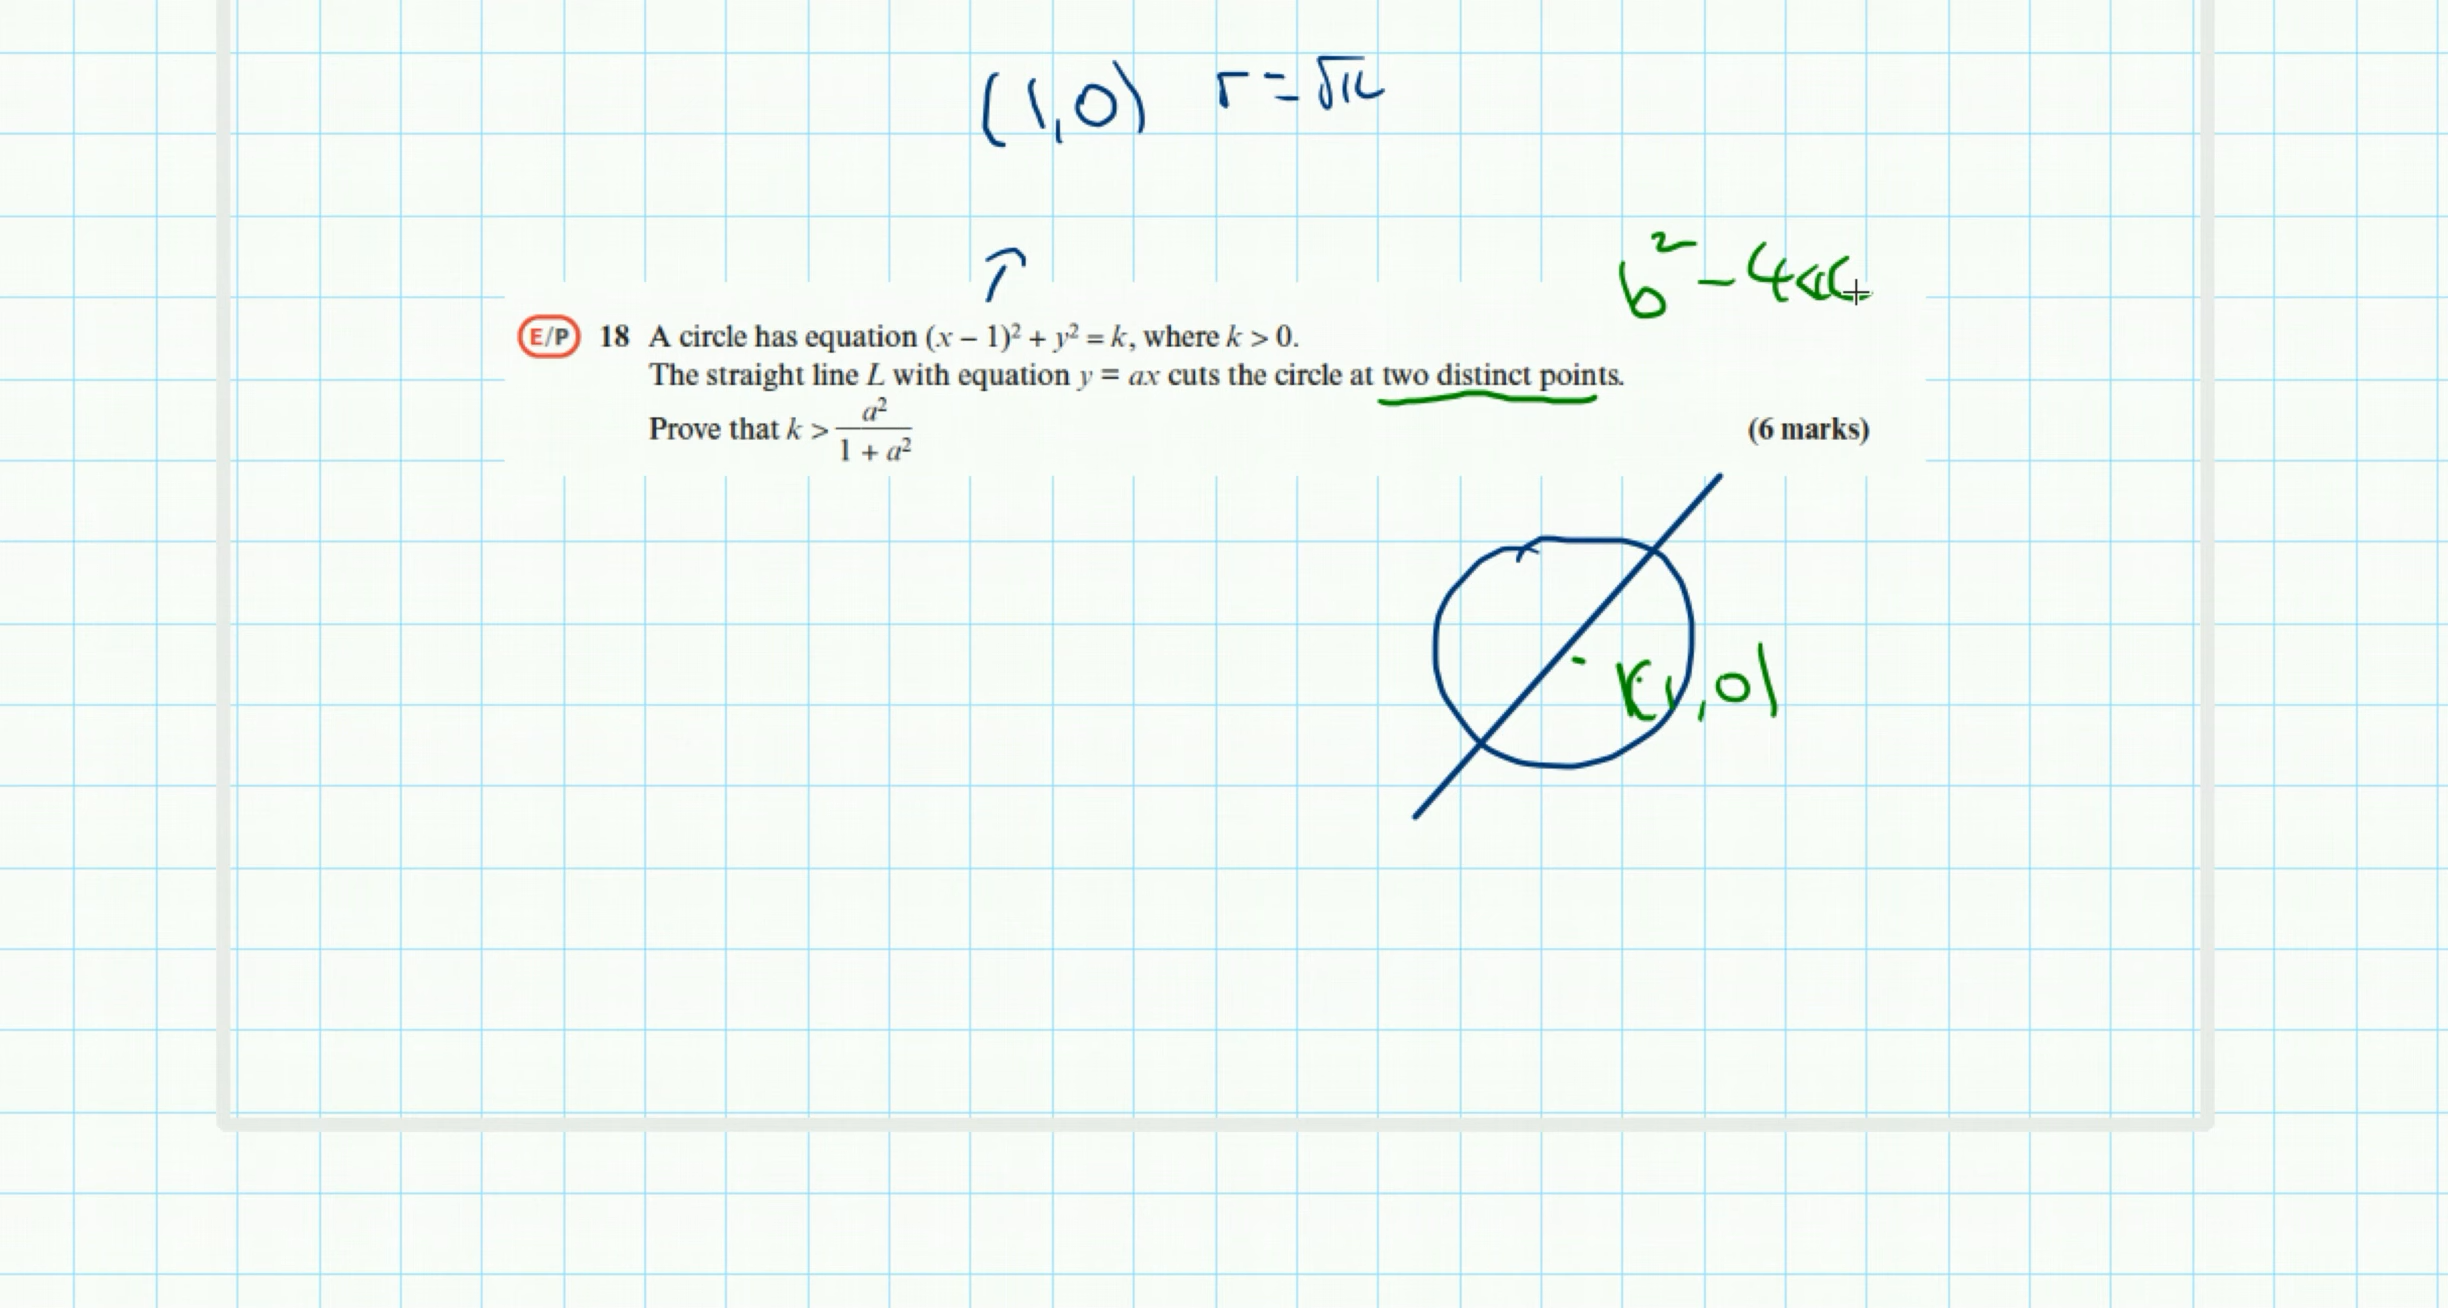 (1,0) r = √k
b² - 4ac
E/P 18 A circle has equation (x – 1)² + y² = k, where k > 0.
The straight line L with equation y = ax cuts the circle at two distinct points.
Prove that k > a²/(1 + a²)
(6 marks)
(1,0)